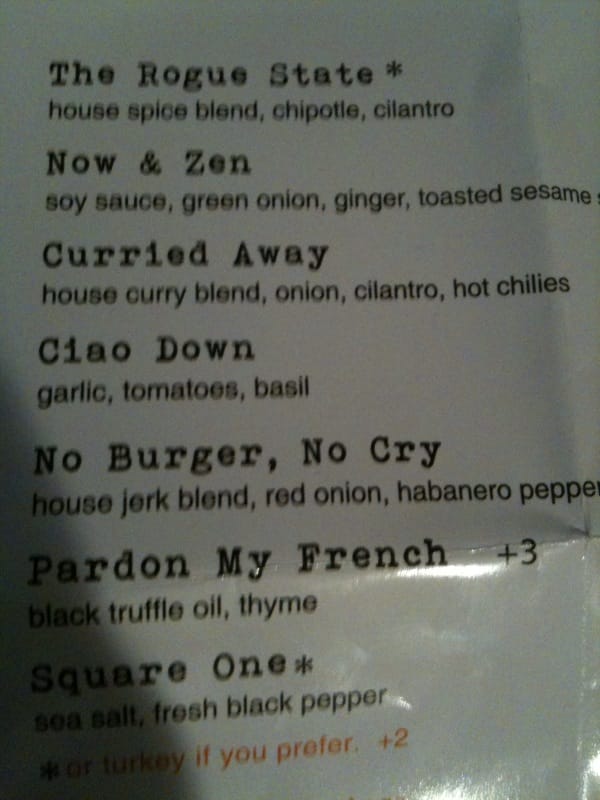 The Rogue State *
house spice blend, chipotle, cilantro
Now & Zen
soy sauce, green onion, ginger, toasted sesame
Curried Away
house curry blend, onion, cilantro, hot chilies
Ciao Down
garlic, tomatoes, basil
No Burger, No Cry
house jerk blend, red onion, habanero pepper
Pardon My French +3
black truffle oil, thyme
Square One*
sea salt, fresh black pepper
*or turkey if you prefer. +2